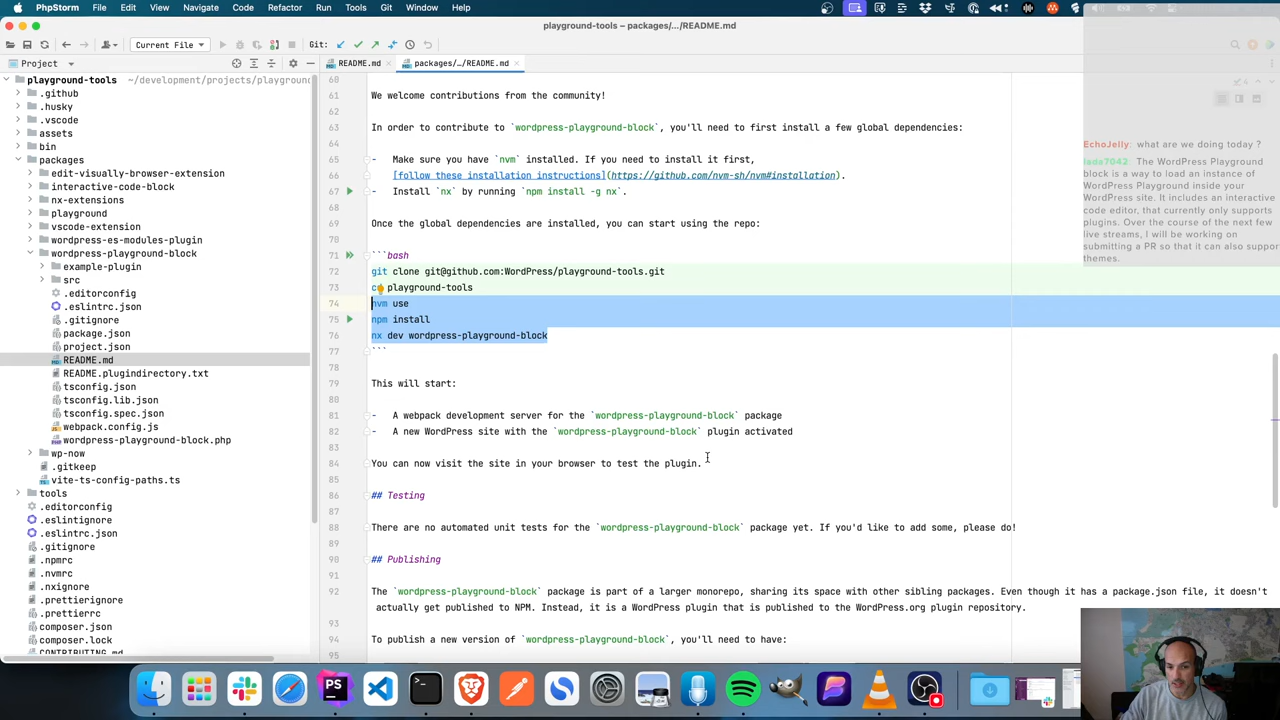 PhpStorm File Edit View Navigate Code Refactor Run Tools Git Window Help
playground-tools – packages/.../README.md
Current File
Git:
Project
README.md
packages/.../README.md
playground-tools ~/development/projects/playground
.github
.husky
.vscode
assets
bin
packages
edit-visually-browser-extension
interactive-code-block
nx-extensions
playground
vscode-extension
wordpress-es-modules-plugin
wordpress-playground-block
example-plugin
src
.editorconfig
.eslintrc.json
.gitignore
package.json
project.json
README.md
README.plugindirectory.txt
tsconfig.json
tsconfig.lib.json
tsconfig.spec.json
webpack.config.js
wordpress-playground-block.php
wp-now
.gitkeep
vite-ts-config-paths.ts
tools
.editorconfig
.eslintignore
.eslintrc.json
.gitignore
.npmrc
.nvmrc
.nxignore
.prettierignore
.prettierrc
composer.json
composer.lock
CONTRIBUTING.md
60
61 We welcome contributions from the community!
62
63 In order to contribute to `wordpress-playground-block`, you'll need to first install a few global dependencies:
64
65 - Make sure you have `nvm` installed. If you need to install it first,
66 [follow these installation instructions](https://github.com/nvm-sh/nvm#installation).
67 - Install `nx` by running `npm install -g nx`.
68
69 Once the global dependencies are installed, you can start using the repo:
70
71 ```bash
72 git clone git@github.com:WordPress/playground-tools.git
73 cd playground-tools
74 nvm use
75 npm install
76 nx dev wordpress-playground-block
77 ```
78
79 This will start:
80
81 - A webpack development server for the `wordpress-playground-block` package
82 - A new WordPress site with the `wordpress-playground-block` plugin activated
83
84 You can now visit the site in your browser to test the plugin.
85
86 ## Testing
87
88 There are no automated unit tests for the `wordpress-playground-block` package yet. If you'd like to add some, please do!
89
90 ## Publishing
91
92 The `wordpress-playground-block` package is part of a larger monorepo, sharing its space with other sibling packages. Even though it has a package.json file, it doesn't
actually get published to NPM. Instead, it is a WordPress plugin that is published to the WordPress.org plugin repository.
93
94 To publish a new version of `wordpress-playground-block`, you'll need to have:
95
EchoJelly: what are we doing today ?
The WordPress Playground
block is a way to load an instance of
WordPress Playground inside your
WordPress site. It includes an interactive
code editor, that currently only supports
plugins. Over the course of the next few
live streams, I will be working on
submitting a PR so that it can also support
themes.